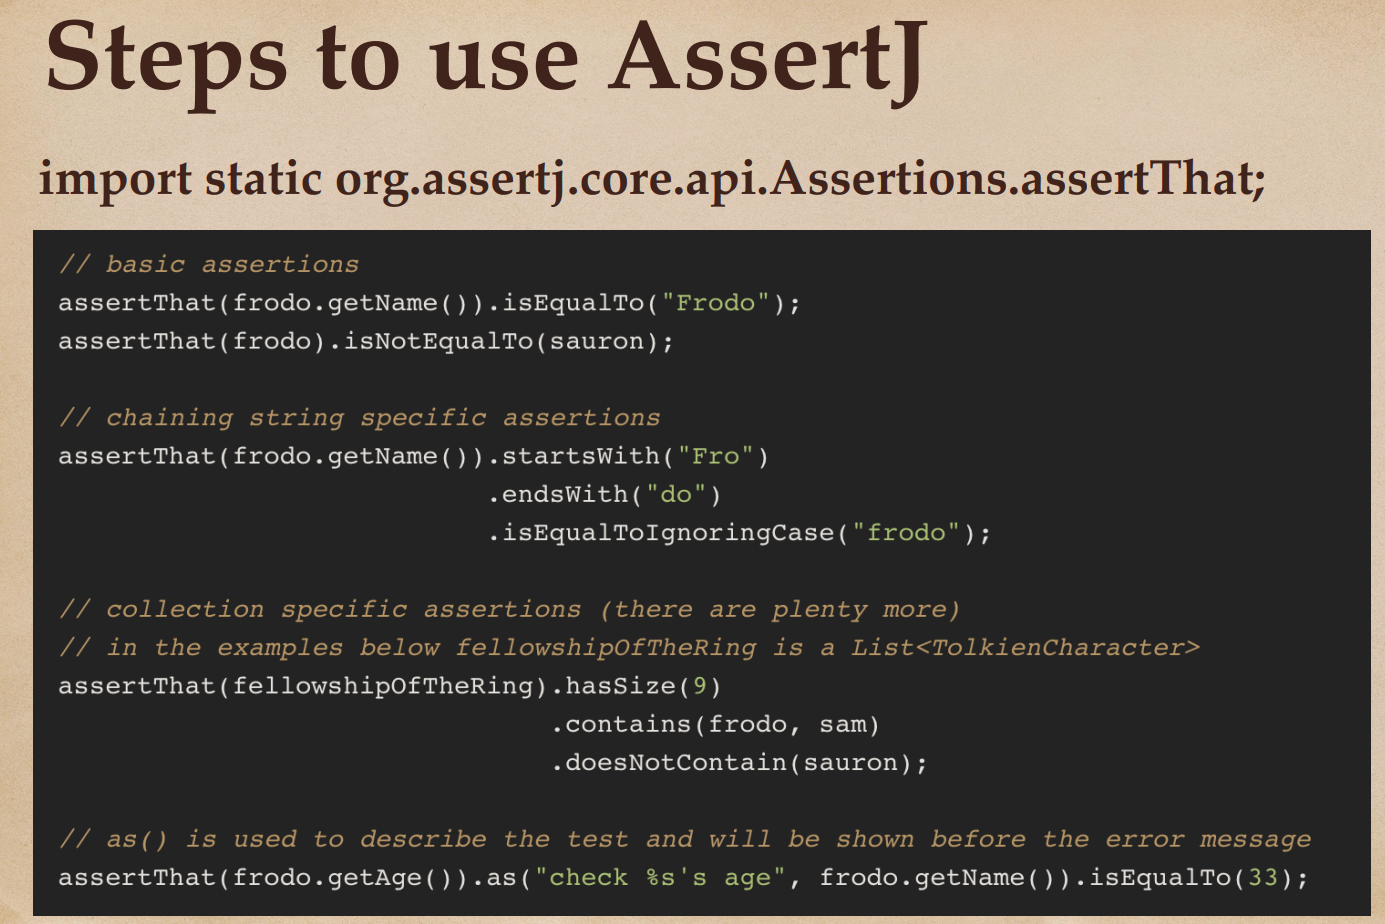 Steps to use AssertJ
import static org.assertj.core.api.Assertions.assertThat;
// basic assertions
assertThat(frodo.getName()).isEqualTo("Frodo");
assertThat(frodo).isNotEqualTo(sauron);
// chaining string specific assertions
assertThat(frodo.getName()).startsWith("Fro")
.endsWith("do")
.isEqualToIgnoringCase("frodo");
// collection specific assertions (there are plenty more)
// in the examples below fellowshipOfTheRing is a List<TolkienCharacter>
assertThat(fellowshipOfTheRing).hasSize(9)
.contains(frodo, sam)
.doesNotContain(sauron);
// as() is used to describe the test and will be shown before the error message
assertThat(frodo.getAge()).as("check %s's age", frodo.getName()).isEqualTo(33);